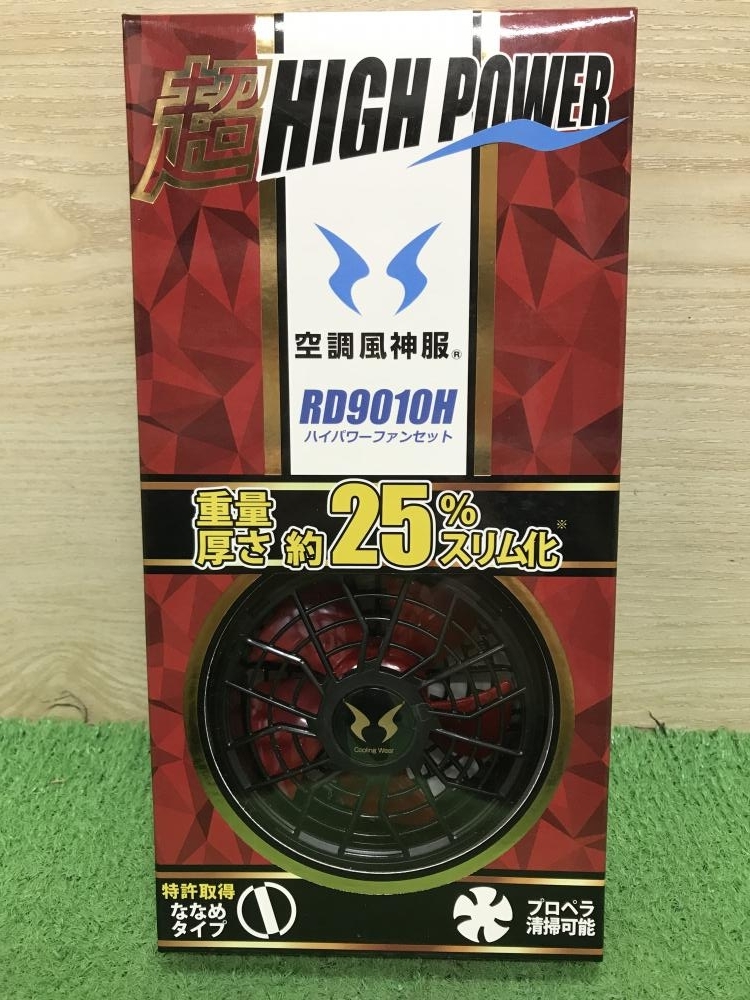 超HIGH POWER
空調風神服®
RD9010H
ハイパワーファンセット
重量
厚さ 約25%スリム化※
Cooling Wear
特許取得
ななめ
タイプ
プロペラ
清掃可能